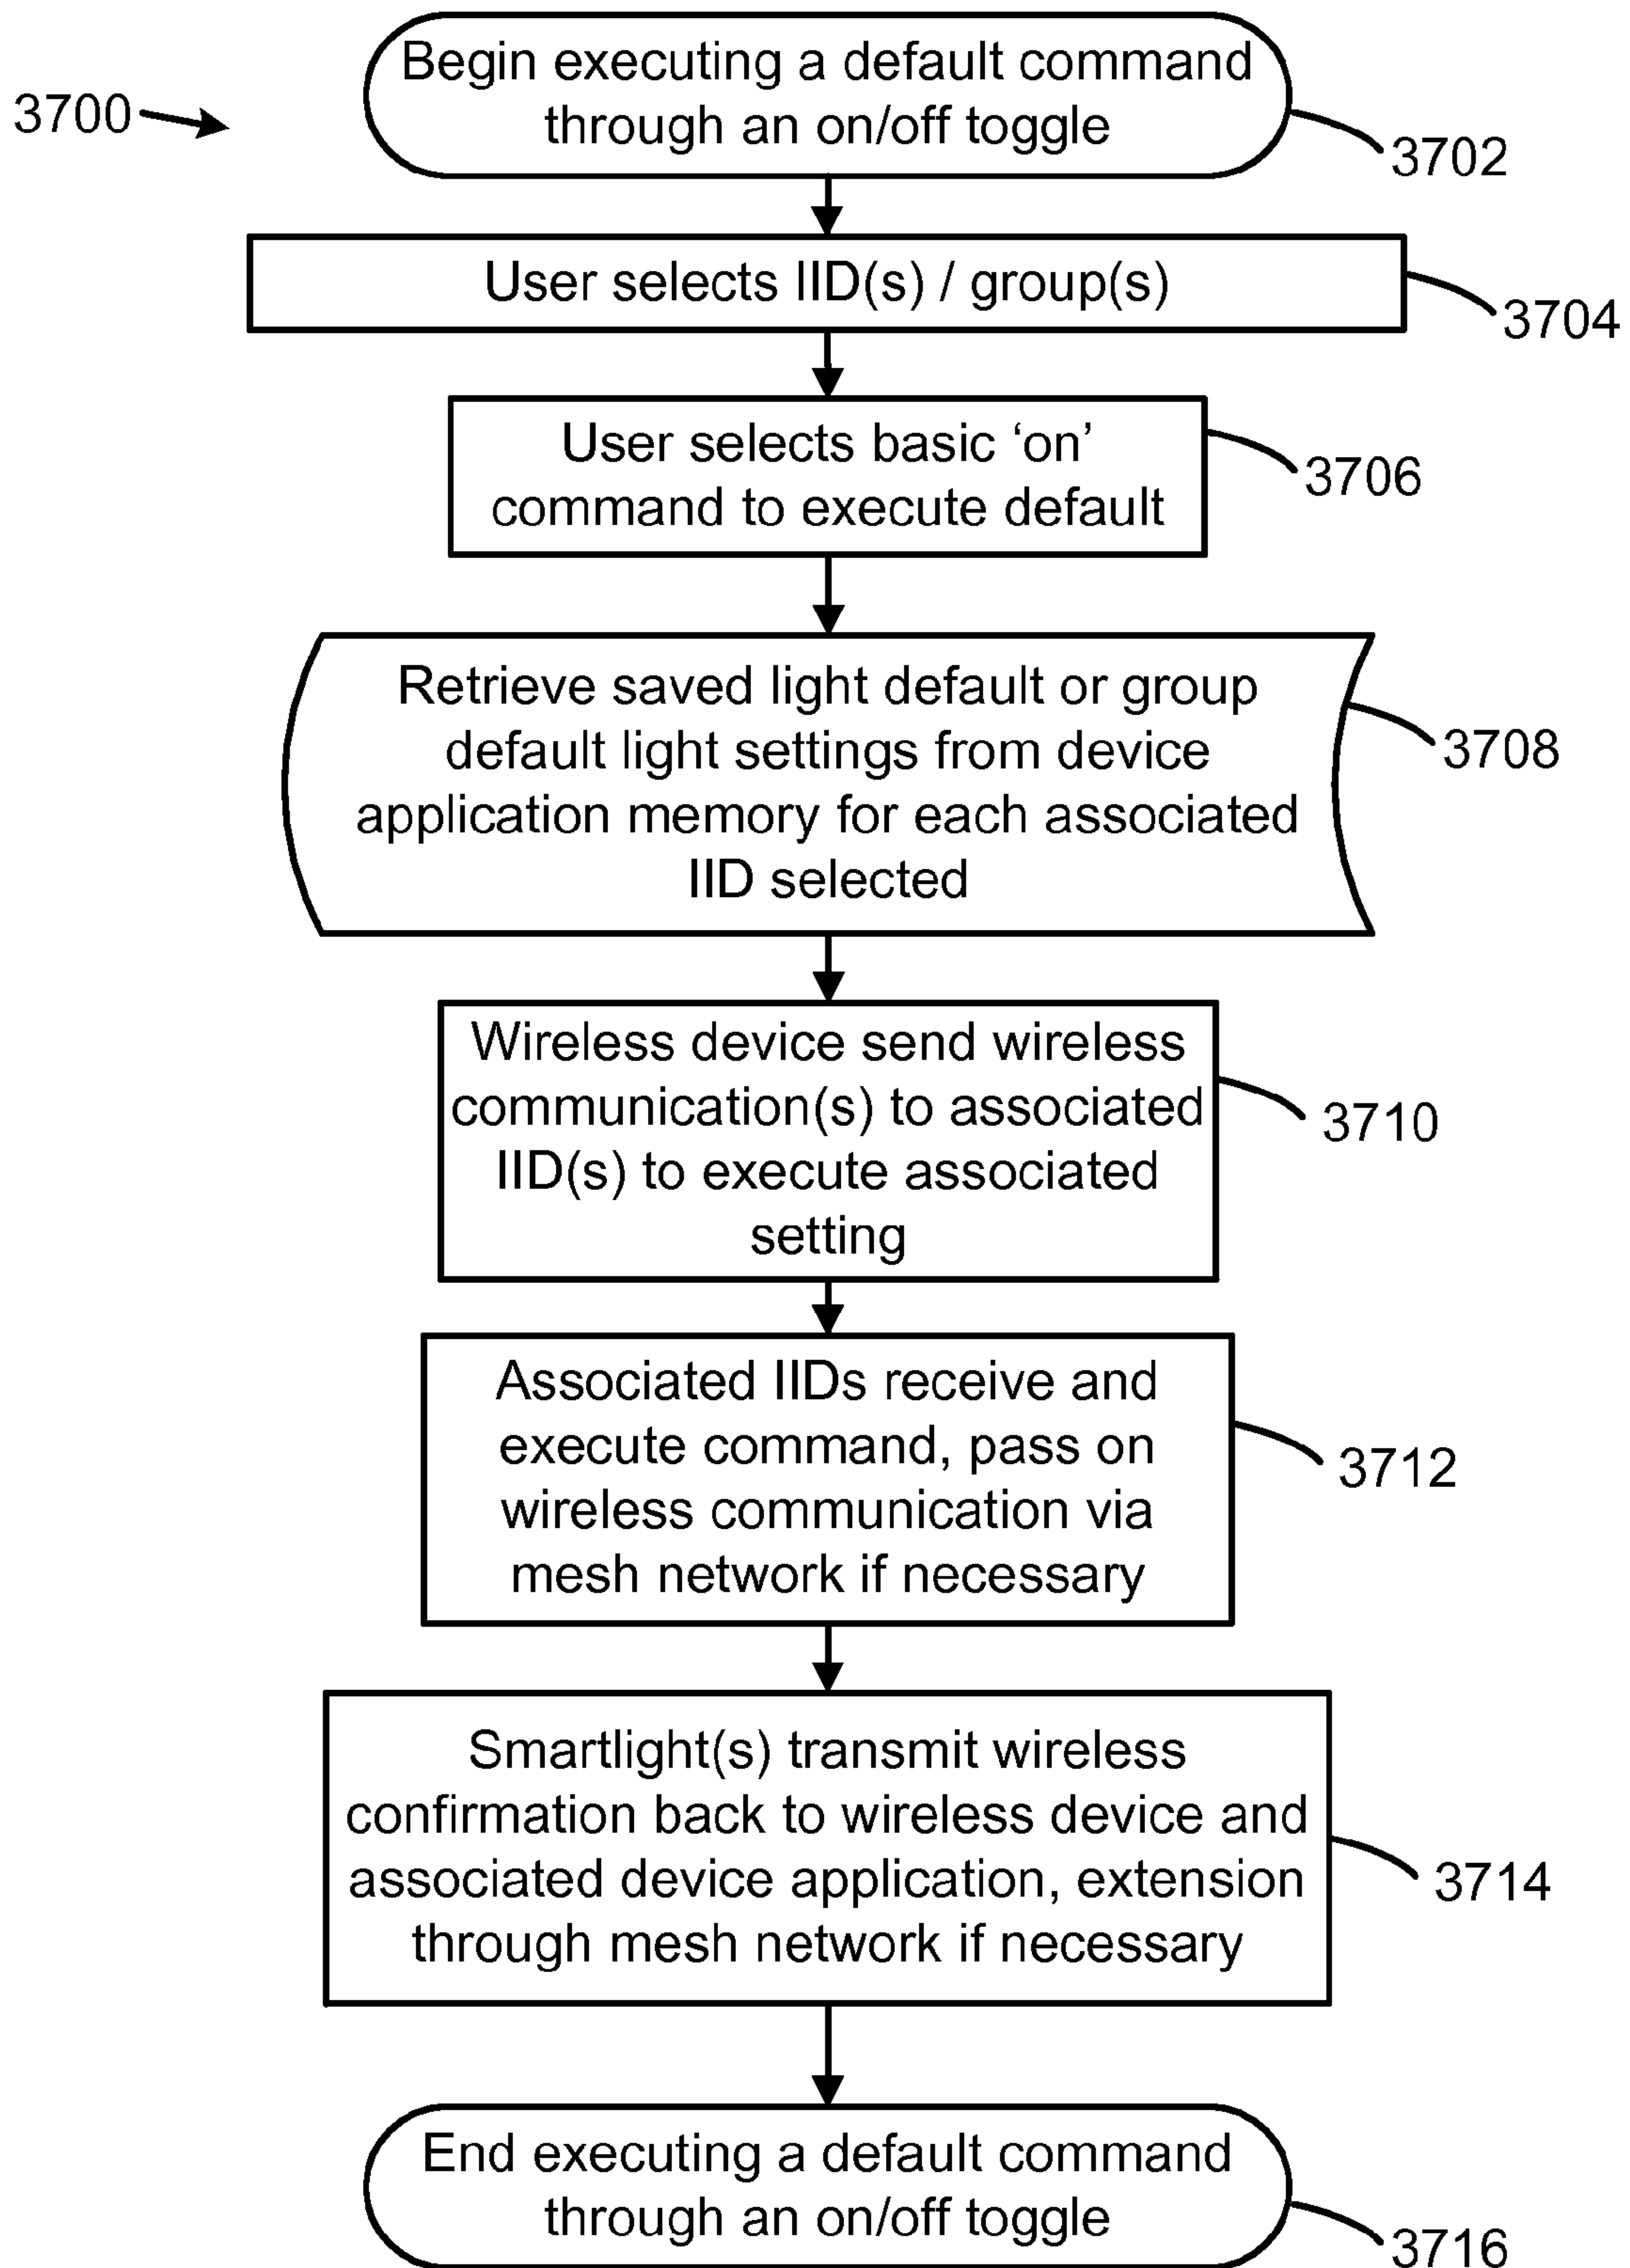 Begin executing a default command
through an on/off toggle
3700
3702
User selects IID(s) / group(s)
3704
User selects basic ‘on’
command to execute default
3706
Retrieve saved light default or group
default light settings from device
application memory for each associated
IID selected
3708
Wireless device send wireless
communication(s) to associated
IID(s) to execute associated
setting
3710
Associated IIDs receive and
execute command, pass on
wireless communication via
mesh network if necessary
3712
Smartlight(s) transmit wireless
confirmation back to wireless device and
associated device application, extension
through mesh network if necessary
3714
End executing a default command
through an on/off toggle
3716